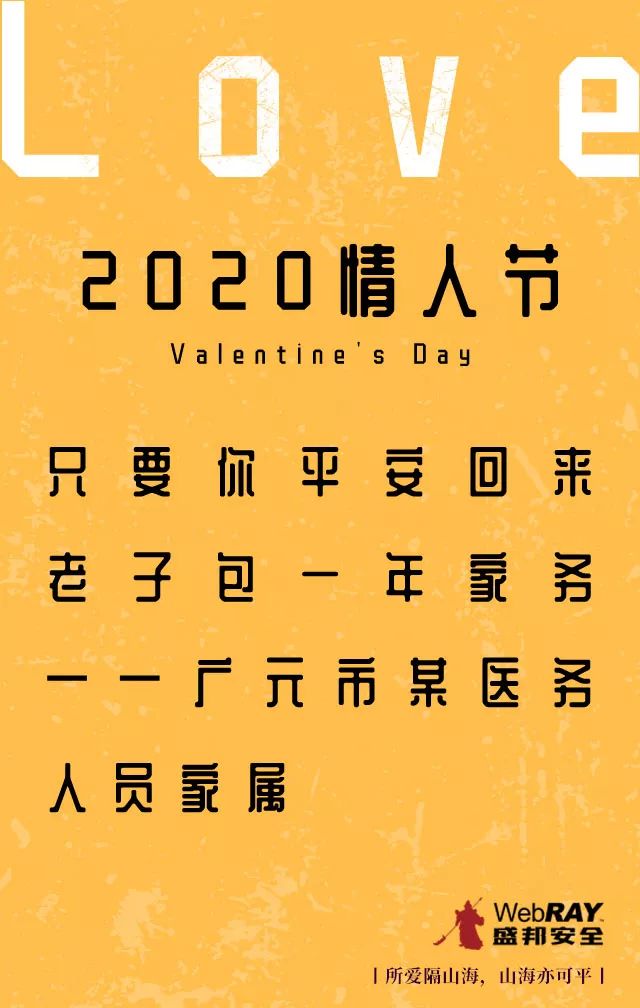 Love
2020情人节
Valentine's Day
只要你平安回来
老子包一年家务
——广元市某医务
人员家属
WebRAY
盛邦安全
|所爱隔山海，山海亦可平|